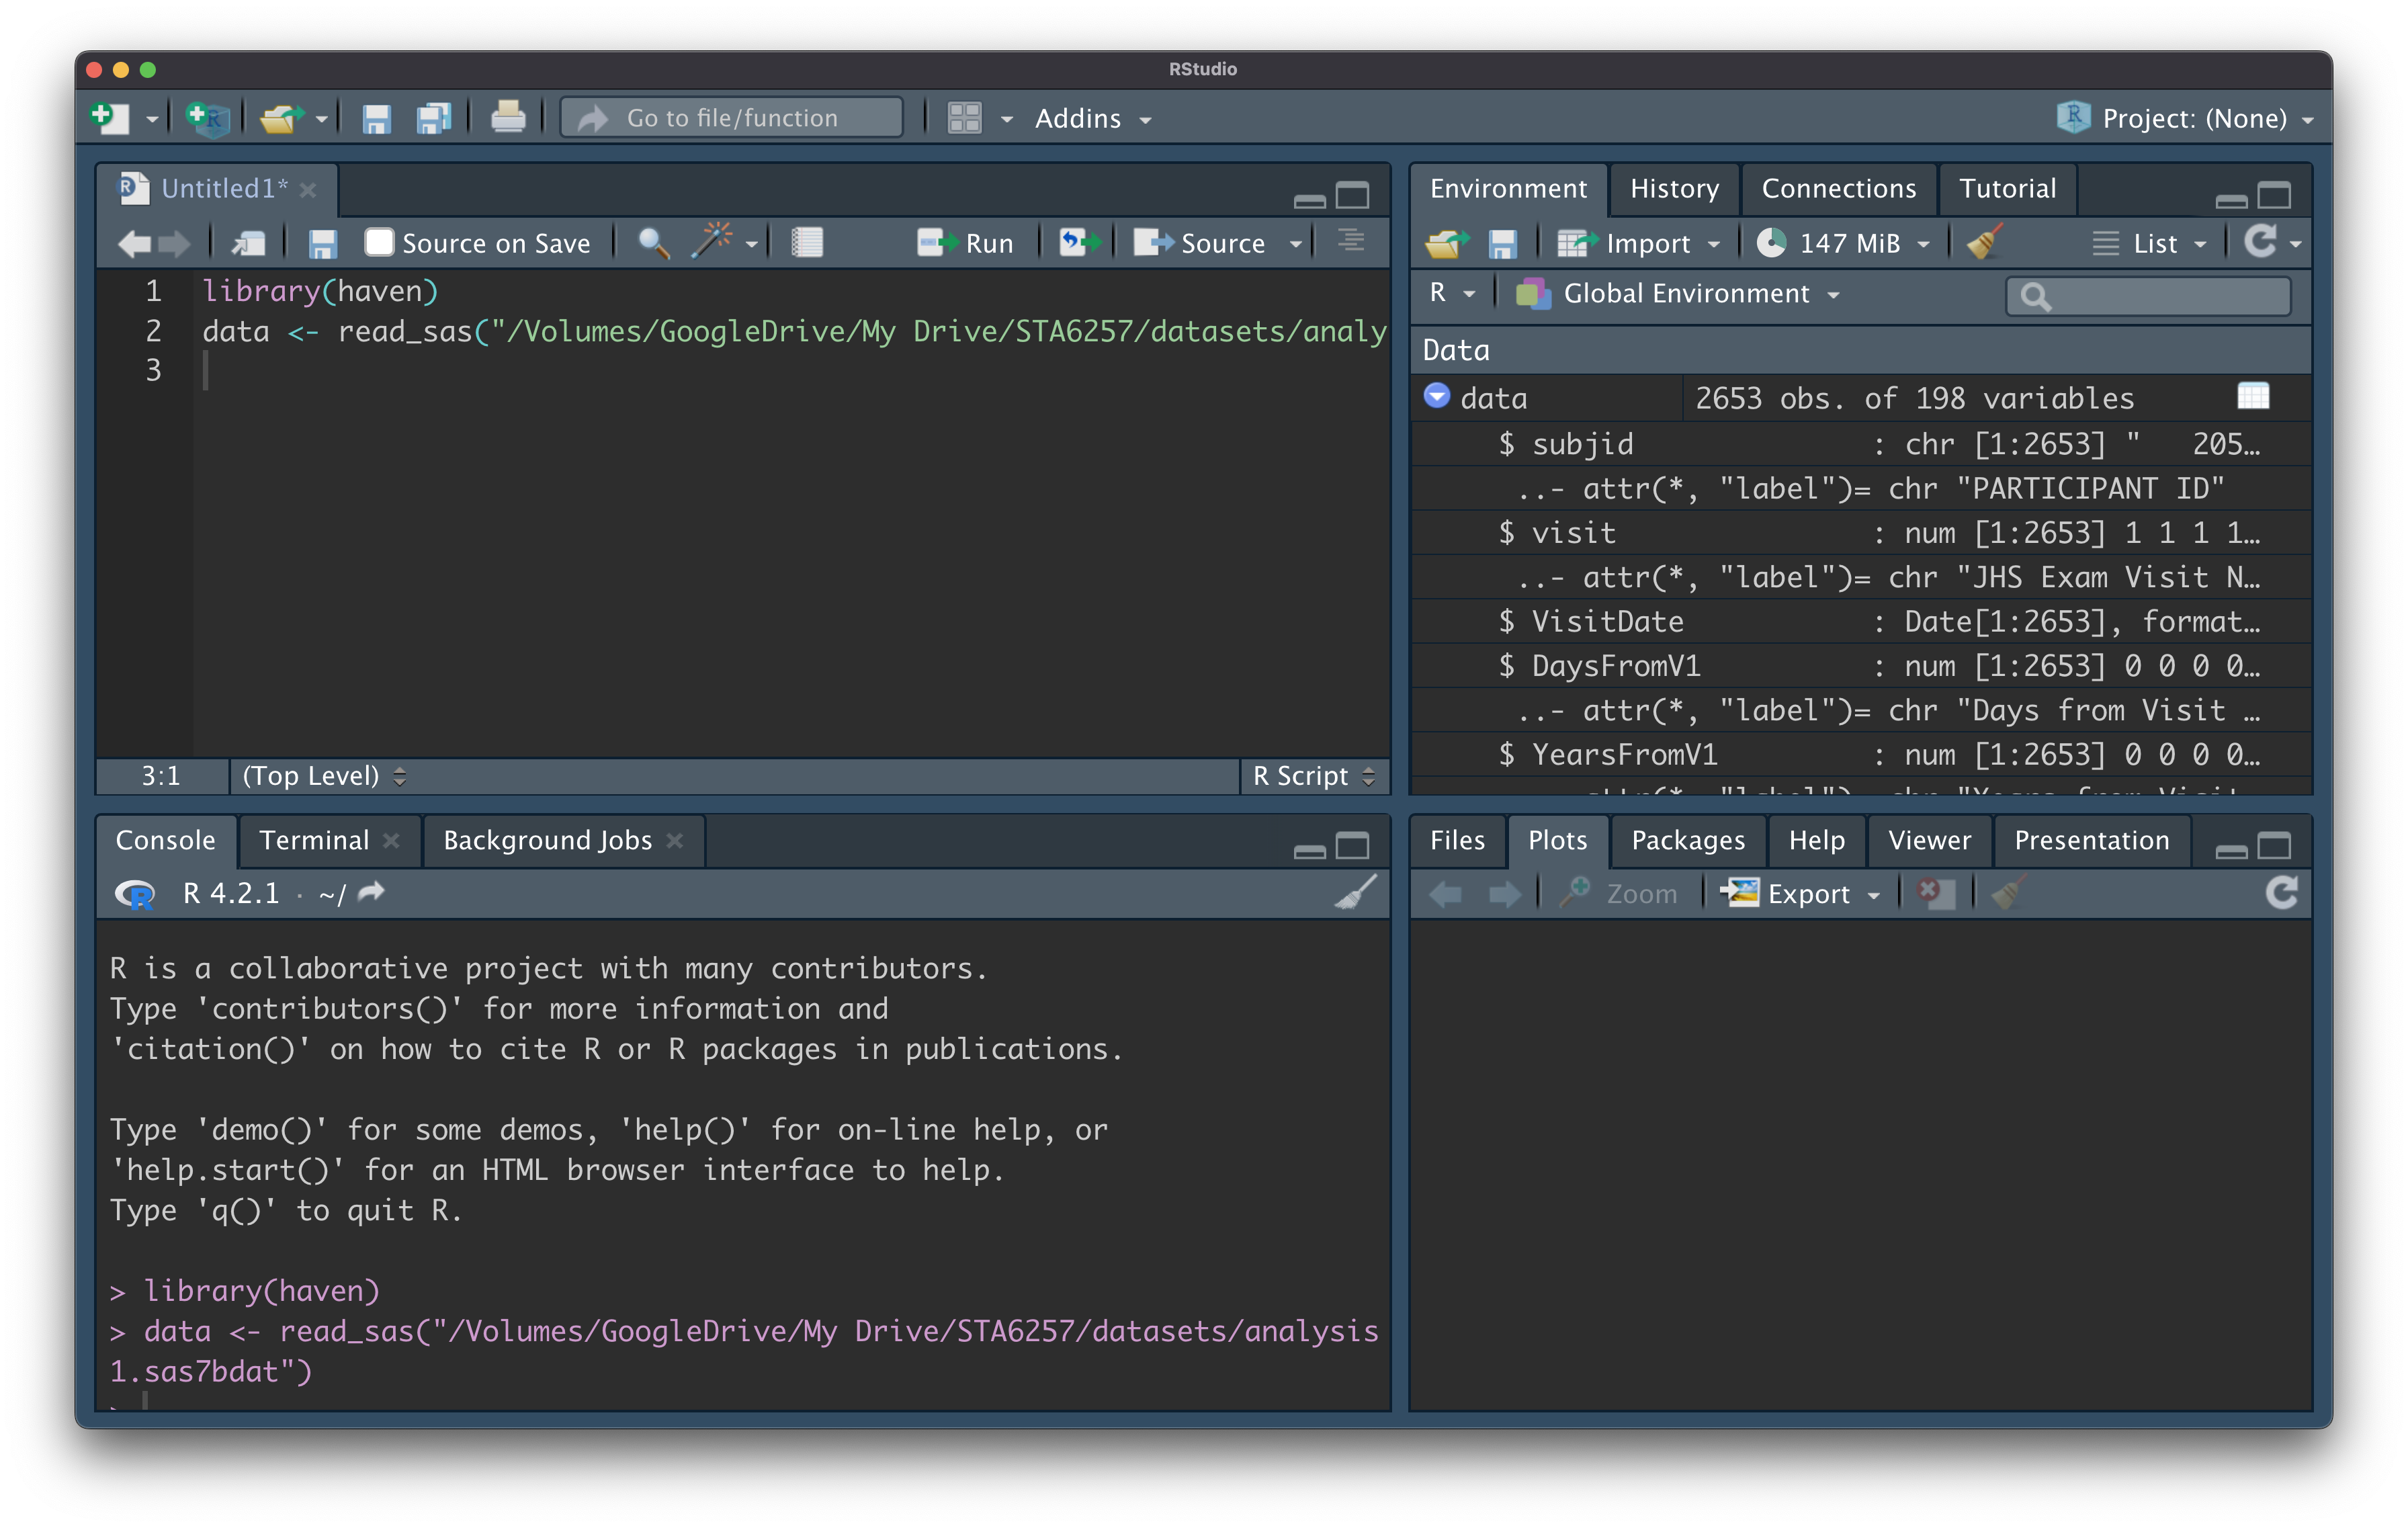 RStudio
Go to file/function
Addins
Project: (None)
Untitled1*
Source on Save
Run
Source
1 library(haven)
2 data <- read_sas("/Volumes/GoogleDrive/My Drive/STA6257/datasets/analy
3
3:1 (Top Level) R Script
Environment History Connections Tutorial
Import 147 MiB List
R Global Environment
Data
data 2653 obs. of 198 variables
$ subjid : chr [1:2653] "   205…
..- attr(*, "label")= chr "PARTICIPANT ID"
$ visit : num [1:2653] 1 1 1 1…
..- attr(*, "label")= chr "JHS Exam Visit N…
$ VisitDate : Date[1:2653], format…
$ DaysFromV1 : num [1:2653] 0 0 0 0…
..- attr(*, "label")= chr "Days from Visit …
$ YearsFromV1 : num [1:2653] 0 0 0 0…
Console Terminal Background Jobs
R 4.2.1 · ~/
R is a collaborative project with many contributors.
Type 'contributors()' for more information and
'citation()' on how to cite R or R packages in publications.
Type 'demo()' for some demos, 'help()' for on-line help, or
'help.start()' for an HTML browser interface to help.
Type 'q()' to quit R.
> library(haven)
> data <- read_sas("/Volumes/GoogleDrive/My Drive/STA6257/datasets/analysis
1.sas7bdat")
Files Plots Packages Help Viewer Presentation
Zoom Export